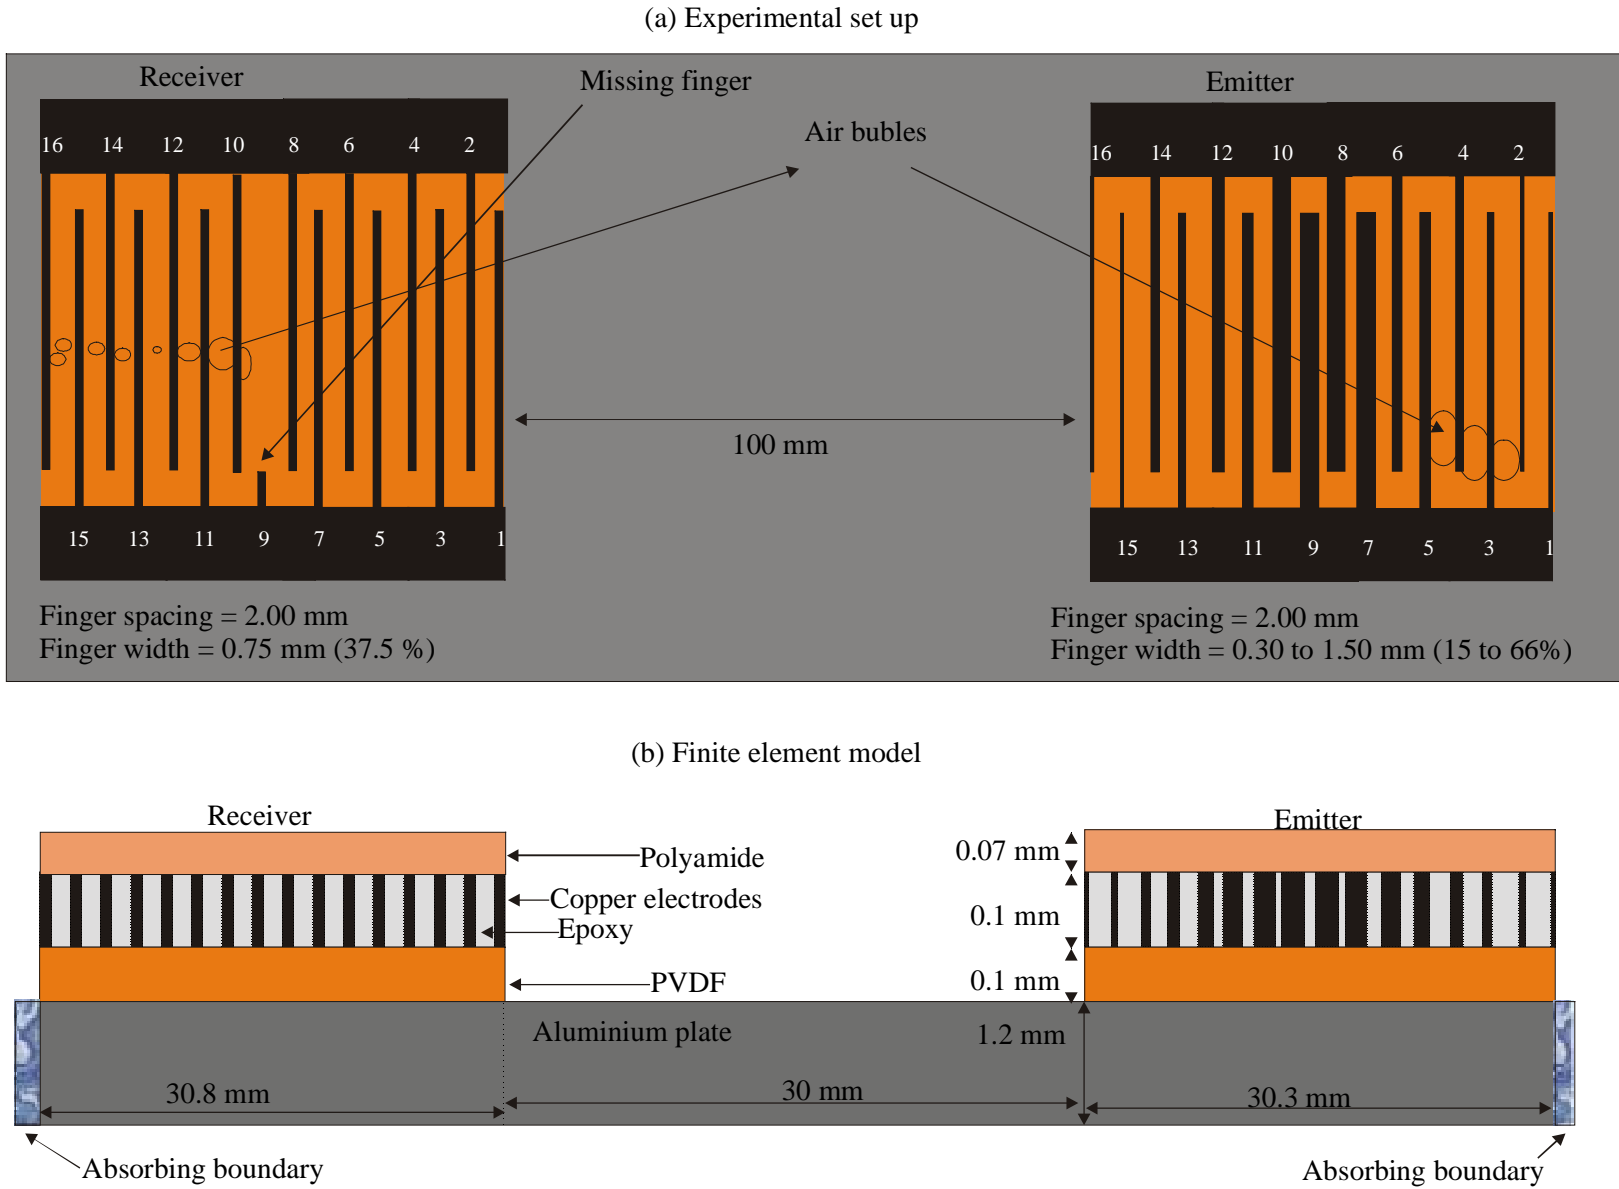 (a) Experimental set up
Receiver
Missing finger
Emitter
Air bubles
16 14 12 10 8 6 4 2
16 14 12 10 8 6 4 2
100 mm
15 13 11 9 7 5 3 1
15 13 11 9 7 5 3 1
Finger spacing = 2.00 mm
Finger width = 0.75 mm (37.5 %)
Finger spacing = 2.00 mm
Finger width = 0.30 to 1.50 mm (15 to 66%)
(b) Finite element model
Receiver
Emitter
Polyamide
0.07 mm
Copper electrodes
0.1 mm
Epoxy
PVDF
0.1 mm
Aluminium plate
1.2 mm
30.8 mm
30 mm
30.3 mm
Absorbing boundary
Absorbing boundary